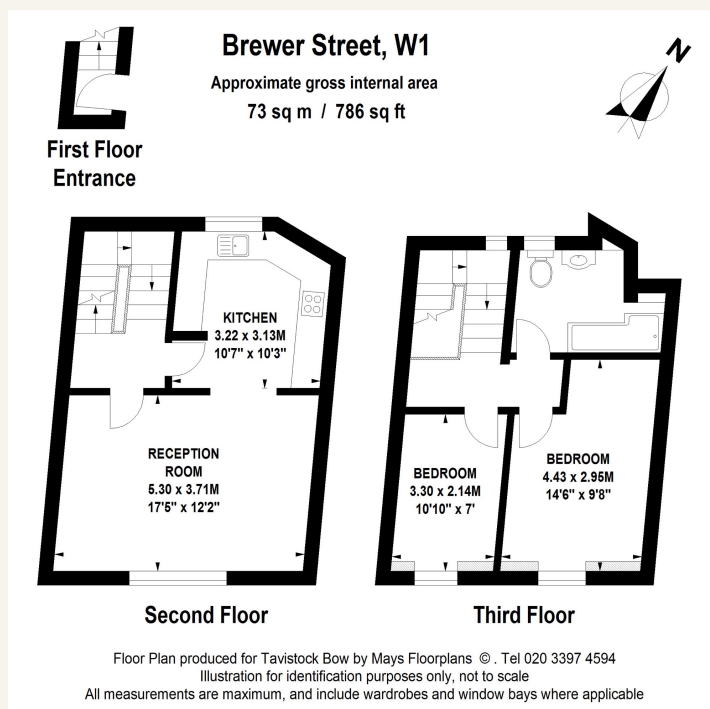 Brewer Street, W1
Approximate gross internal area
73 sq m / 786 sq ft
N
First Floor
Entrance
KITCHEN
3.22 x 3.13M
10'7" x 10'3"
RECEPTION
ROOM
5.30 x 3.71M
17'5" x 12'2"
Second Floor
BEDROOM
3.30 x 2.14M
10'10" x 7'
BEDROOM
4.43 x 2.95M
14'6" x 9'8"
Third Floor
Floor Plan produced for Tavistock Bow by Mays Floorplans © . Tel 020 3397 4594
Illustration for identification purposes only, not to scale
All measurements are maximum, and include wardrobes and window bays where applicable